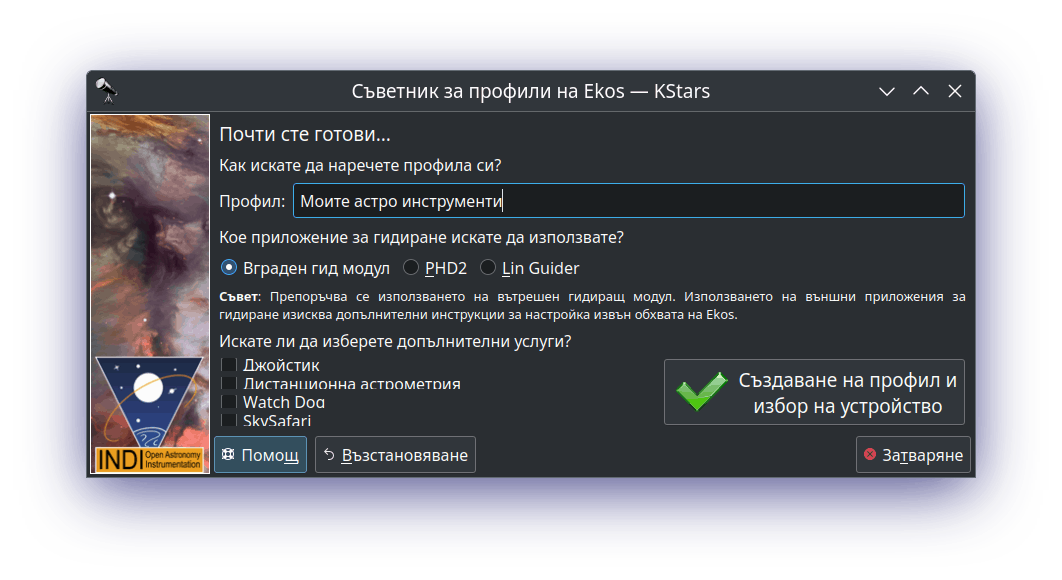 Съветник за профили на Ekos — KStars
Почти сте готови...
Как искате да наречете профила си?
Профил: Моите астро инструменти
Кое приложение за гидиране искате да използвате?
Вграден гид модул PHD2 Lin Guider
Съвет: Препоръчва се използването на вътрешен гидиращ модул. Използването на външни приложения за
гидиране изисква допълнителни инструкции за настройка извън обхвата на Ekos.
Искате ли да изберете допълнителни услуги?
Джойстик
Дистанционна астрометрия
Watch Dog
SkySafari
Създаване на профил и
избор на устройство
INDI Open Astronomy
Instrumentation
Помощ Възстановяване Затваряне